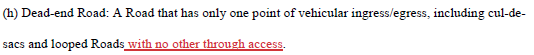 (h) Dead-end Road: A Road that has only one point of vehicular ingress/egress, including cul-de-
sacs and looped Roads with no other through access.